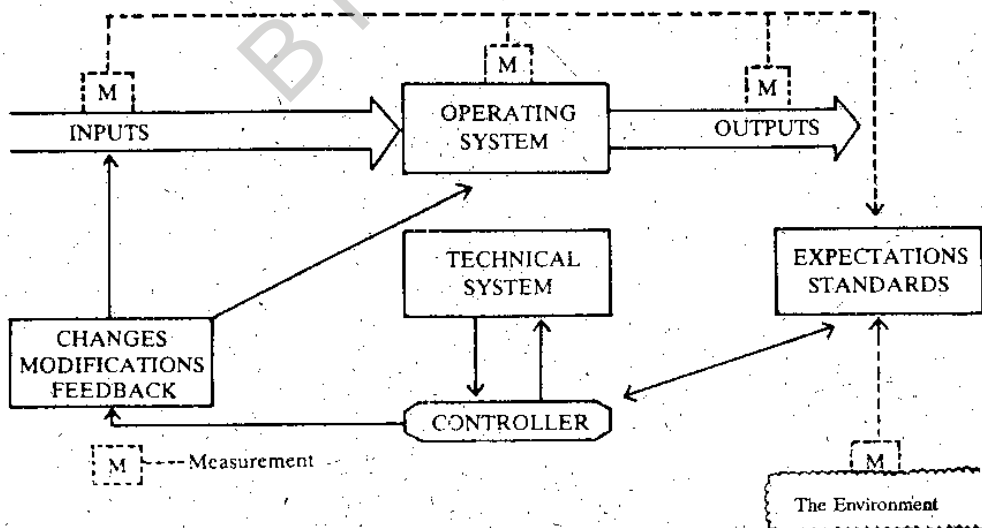 M
M
M
INPUTS
OPERATING
SYSTEM
OUTPUTS
TECHNICAL
SYSTEM
EXPECTATIONS
STANDARDS
CHANGES
MODIFICATIONS
FEEDBACK
CONTROLLER
M Measurement
M
The Environment